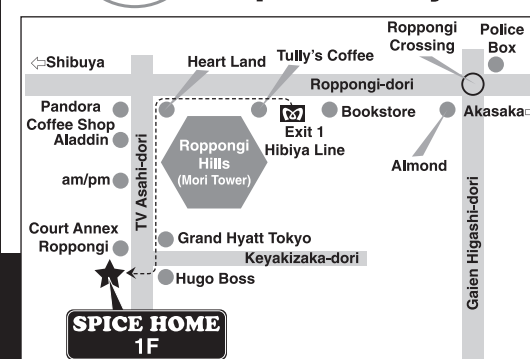 Roppongi
Crossing
Police
Box
⇦Shibuya
Heart Land
Tully's Coffee
Roppongi-dori
Pandora
Coffee Shop
Aladdin
Exit 1
Hibiya Line
Bookstore
Akasaka
Almond
Roppongi
Hills
(Mori Tower)
am/pm
TV Asahi-dori
Court Annex
Roppongi
Grand Hyatt Tokyo
Keyakizaka-dori
Hugo Boss
Gaien Higashi-dori
SPICE HOME
1F